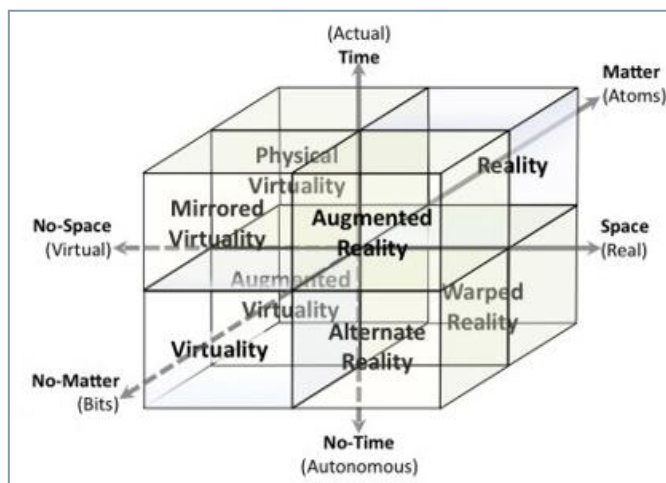 (Actual)
Time
Matter
(Atoms)
Physical
Virtuality
Reality
Mirrored
Virtuality
Augmented
Reality
No-Space
(Virtual)
Space
(Real)
Augmented
Virtuality
Warped
Reality
Virtuality
Alternate
Reality
No-Matter
(Bits)
No-Time
(Autonomous)